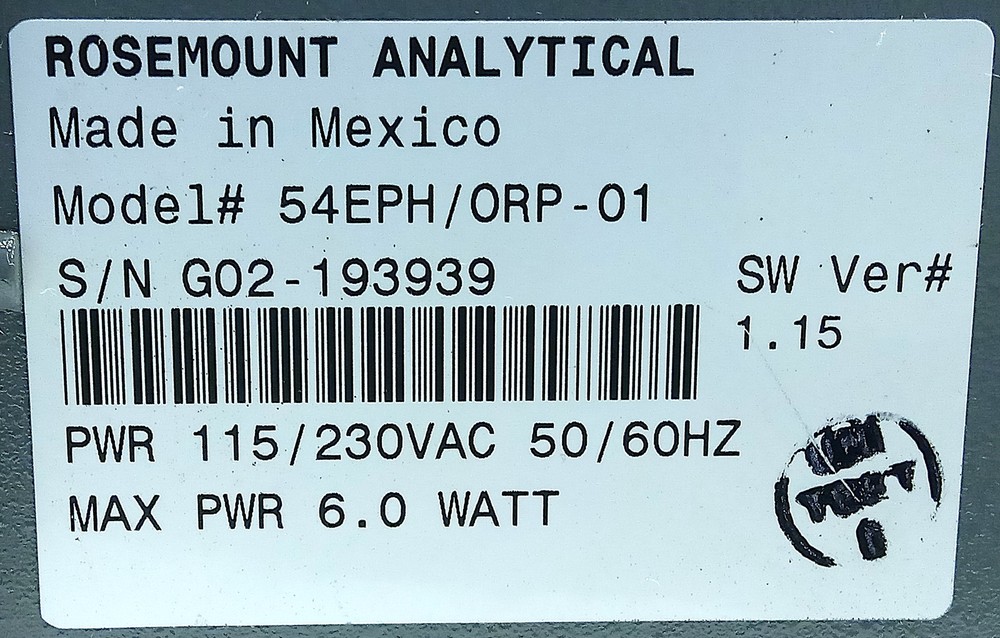 ROSEMOUNT ANALYTICAL
Made in Mexico
Model# 54EPH/ORP-01
S/N G02-193939
SW Ver#
1.15
PWR 115/230VAC 50/60HZ
MAX PWR 6.0 WATT